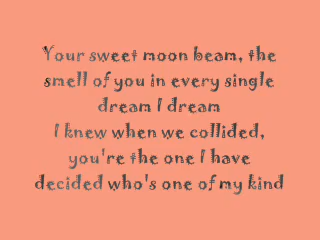 Your sweet moon beam, the
smell of you in every single
dream I dream
I knew when we collided,
you're the one I have
decided who's one of my kind